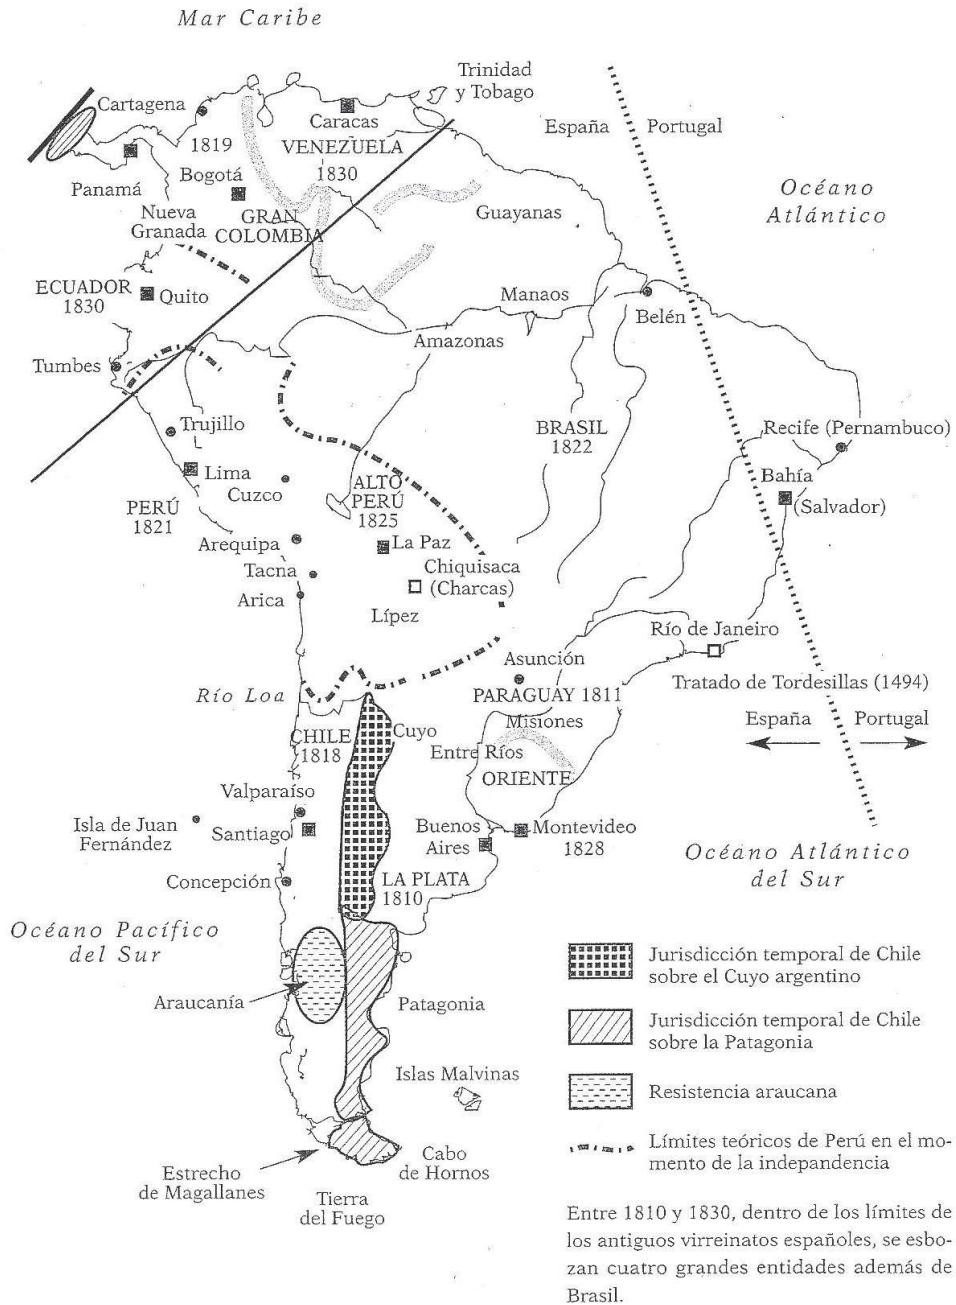 Mar Caribe
Trinidad
y Tobago
Cartagena
Caracas
España
Portugal
1819
VENEZUELA
1830
Bogotá
Panamá
Océano
Atlántico
Nueva
Granada
GRAN
COLOMBIA
Guayanas
ECUADOR
1830
Quito
Manaos
Belén
Amazonas
Tumbes
Trujillo
BRASIL
1822
Recife (Pernambuco)
Lima
Cuzco
ALTO
PERÚ
1825
Bahía
(Salvador)
PERÚ
1821
Arequipa
La Paz
Tacna
Chiquisaca
(Charcas)
Arica
Lípez
Río de Janeiro
Asunción
Río Loa
PARAGUAY 1811
Tratado de Tordesillas (1494)
Misiones
España
Portugal
CHILE
1818
Cuyo
Entre Ríos
ORIENTE
Valparaíso
Isla de Juan
Fernández
Santiago
Buenos
Aires
Montevideo
1828
Océano Atlántico
del Sur
Concepción
LA PLATA
1810
Océano Pacífico
del Sur
Araucanía
Patagonia
Islas Malvinas
Estrecho
de Magallanes
Cabo
de Hornos
Tierra
del Fuego
Jurisdicción temporal de Chile
sobre el Cuyo argentino
Jurisdicción temporal de Chile
sobre la Patagonia
Resistencia araucana
Límites teóricos de Perú en el mo-
mento de la independencia
Entre 1810 y 1830, dentro de los límites de
los antiguos virreinatos españoles, se esbo-
zan cuatro grandes entidades además de
Brasil.